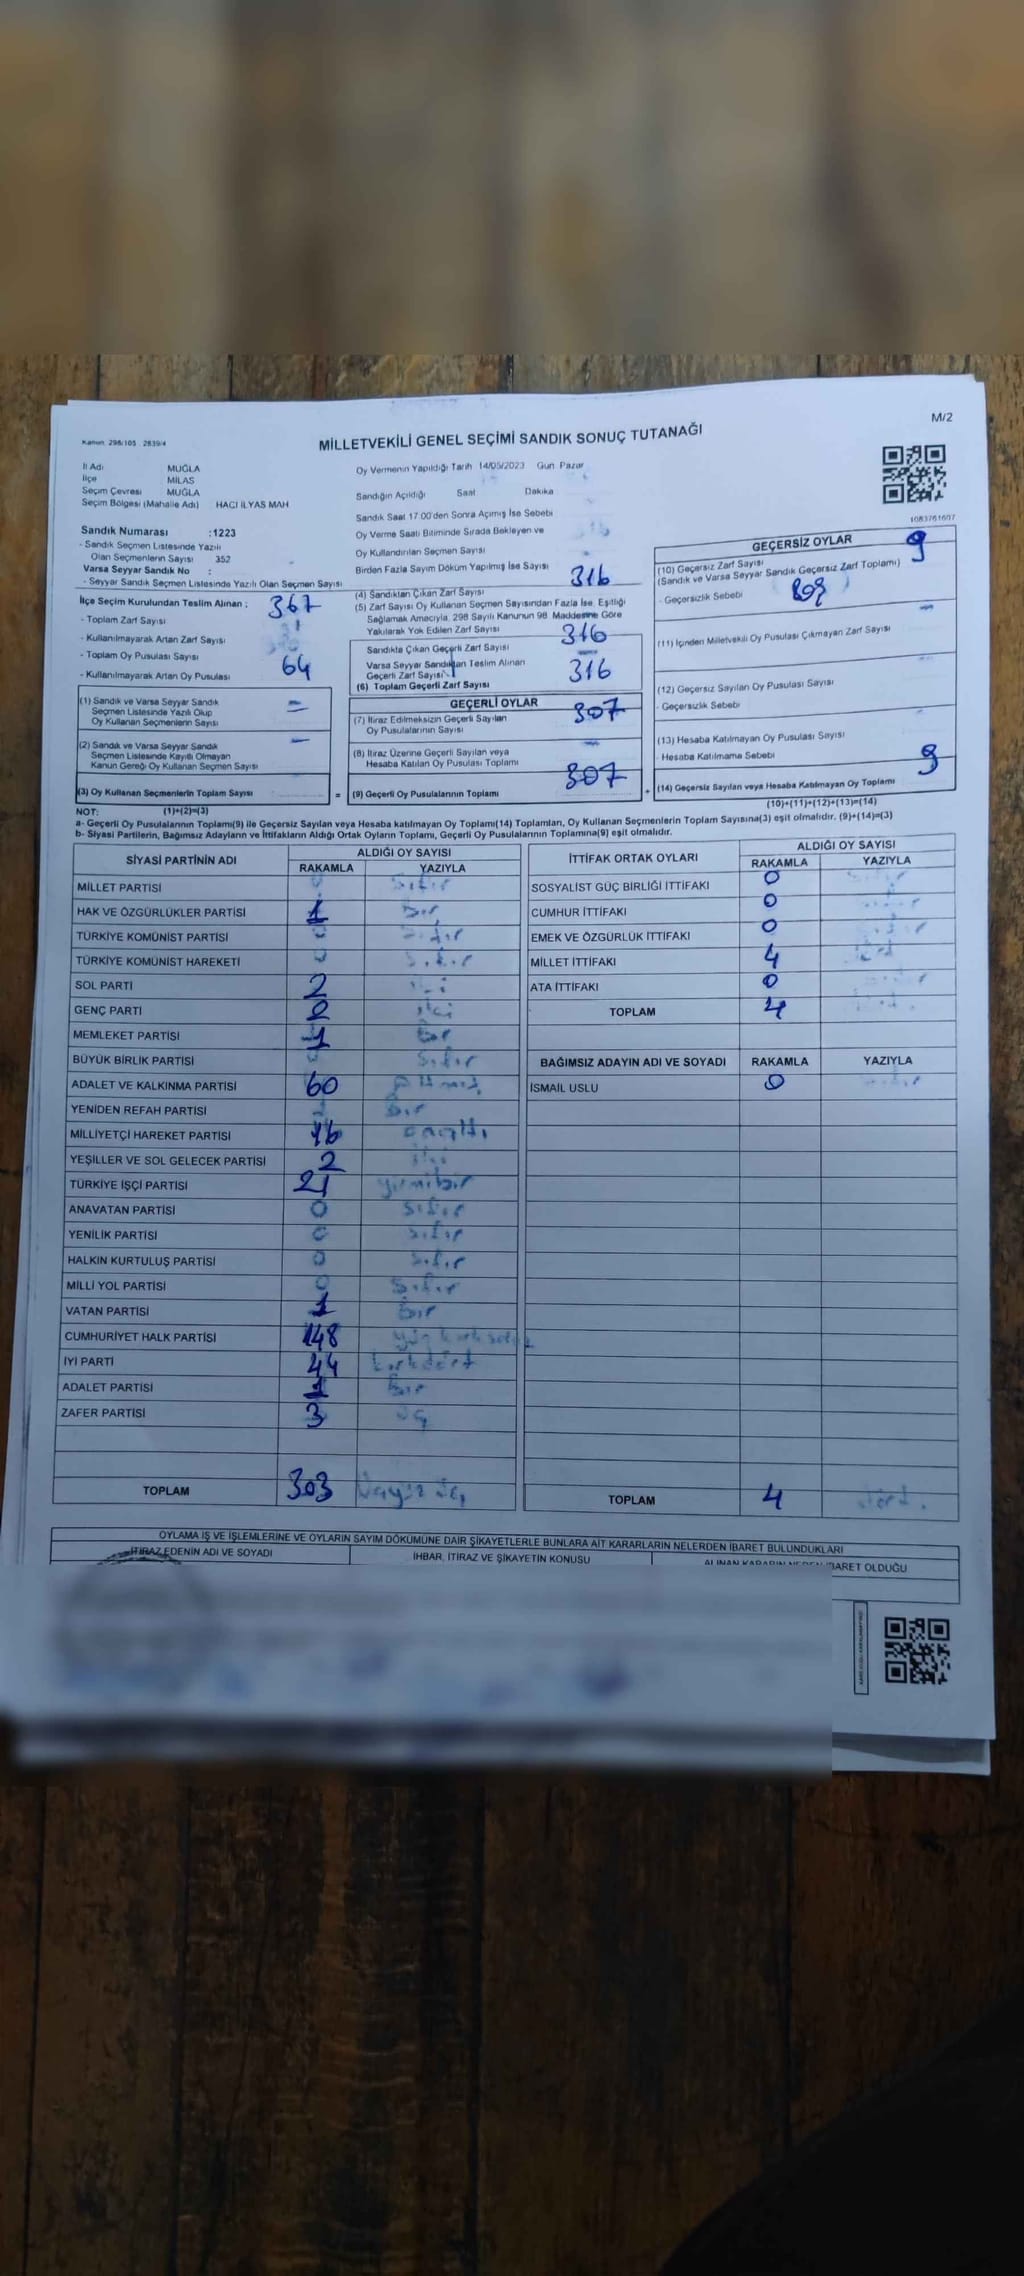 M/2
Kanun: 298/105 2839/4
MİLLETVEKİLİ GENEL SEÇİMİ SANDIK SONUÇ TUTANAĞI
İl Adı MUĞLA
İlçe MİLAS
Seçim Çevresi MUĞLA
Seçim Bölgesi (Mahalle Adı) HACI İLYAS MAH
Sandık Numarası :1223
- Sandık Seçmen Listesinde Yazılı
Olan Seçmenlerin Sayısı 352
Varsa Seyyar Sandık No :
- Seyyar Sandık Seçmen Listesinde Yazılı Olan Seçmen Sayısı
İlçe Seçim Kurulundan Teslim Alınan : 367
- Toplam Zarf Sayısı
- Kullanılmayarak Artan Zarf Sayısı
- Toplam Oy Pusulası Sayısı
- Kullanılmayarak Artan Oy Pusulası 64
(1) Sandık ve Varsa Seyyar Sandık
Seçmen Listesinde Yazılı Olup
Oy Kullanan Seçmenlerin Sayısı
(2) Sandık ve Varsa Seyyar Sandık
Seçmen Listesinde Kayıtlı Olmayan
Kanun Gereği Oy Kullanan Seçmen Sayısı
(3) Oy Kullanan Seçmenlerin Toplam Sayısı =
Oy Vermenin Yapıldığı Tarih 14/05/2023 Gün Pazar
Sandığın Açıldığı Saat Dakika
Sandık Saat 17:00'den Sonra Açılmış İse Sebebi
Oy Verme Saati Bitiminde Sırada Bekleyen ve
Oy Kullandırılan Seçmen Sayısı
Birden Fazla Sayım Döküm Yapılmış İse Sayısı
(4) Sandıktan Çıkan Zarf Sayısı 316
(5) Zarf Sayısı Oy Kullanan Seçmen Sayısından Fazla İse, Eşitliği
Sağlamak Amacıyla, 298 Sayılı Kanunun 98. Maddesine Göre
Yakılarak Yok Edilen Zarf Sayısı
Sandıkta Çıkan Geçerli Zarf Sayısı 316
Varsa Seyyar Sandıktan Teslim Alınan
Geçerli Zarf Sayısı
(6) Toplam Geçerli Zarf Sayısı 316
GEÇERLİ OYLAR
(7) İtiraz Edilmeksizin Geçerli Sayılan 307
Oy Pusulalarının Sayısı
(8) İtiraz Üzerine Geçerli Sayılan veya
Hesaba Katılan Oy Pusulası Toplamı
(9) Geçerli Oy Pusulalarının Toplamı 307 +
1083761607
GEÇERSİZ OYLAR
(10) Geçersiz Zarf Sayısı 9
(Sandık ve Varsa Seyyar Sandık Geçersiz Zarf Toplamı)
- Geçersizlik Sebebi
(11) İçinden Milletvekili Oy Pusulası Çıkmayan Zarf Sayısı
(12) Geçersiz Sayılan Oy Pusulası Sayısı
- Geçersizlik Sebebi
(13) Hesaba Katılmayan Oy Pusulası Sayısı
- Hesaba Katılmama Sebebi
(14) Geçersiz Sayılan veya Hesaba Katılmayan Oy Toplamı 9
(10)+(11)+(12)+(13)=(14)
NOT: (1)+(2)=(3)
a- Geçerli Oy Pusulalarının Toplamı(9) ile Geçersiz Sayılan veya Hesaba katılmayan Oy Toplamı(14) Toplamları, Oy Kullanan Seçmenlerin Toplam Sayısına(3) eşit olmalıdır. (9)+(14)=(3)
b- Siyasi Partilerin, Bağımsız Adayların ve İttifakların Aldığı Ortak Oyların Toplamı, Geçerli Oy Pusulalarının Toplamına(9) eşit olmalıdır.
SİYASİ PARTİNİN ADI ALDIĞI OY SAYISI
RAKAMLA YAZIYLA
MİLLET PARTİSİ 0 Sıfır
HAK VE ÖZGÜRLÜKLER PARTİSİ 1 Bir
TÜRKİYE KOMÜNİST PARTİSİ 0 Sıfır
TÜRKİYE KOMÜNİST HAREKETİ 0 Sıfır
SOL PARTİ 2 iki
GENÇ PARTİ 2 iki
MEMLEKET PARTİSİ 1 Bir
BÜYÜK BİRLİK PARTİSİ Sıfır
ADALET VE KALKINMA PARTİSİ 60 Altmış
YENİDEN REFAH PARTİSİ Bir
MİLLİYETÇİ HAREKET PARTİSİ 16 onaltı
YEŞİLLER VE SOL GELECEK PARTİSİ 2 iki
TÜRKİYE İŞÇİ PARTİSİ 21 yirmibir
ANAVATAN PARTİSİ 0 Sıfır
YENİLİK PARTİSİ 0 Sıfır
HALKIN KURTULUŞ PARTİSİ 0 Sıfır
MİLLİ YOL PARTİSİ 0 Sıfır
VATAN PARTİSİ 1 Bir
CUMHURİYET HALK PARTİSİ 148 yüz kırksekiz
İYİ PARTİ 44 kırkdört
ADALET PARTİSİ 1 Bir
ZAFER PARTİSİ 3 üç
TOPLAM 303 üçyüz üç
İTTİFAK ORTAK OYLARI ALDIĞI OY SAYISI
RAKAMLA YAZIYLA
SOSYALİST GÜÇ BİRLİĞİ İTTİFAKI 0
CUMHUR İTTİFAKI 0
EMEK VE ÖZGÜRLÜK İTTİFAKI 0
MİLLET İTTİFAKI 4
ATA İTTİFAKI 0
TOPLAM 4
BAĞIMSIZ ADAYIN ADI VE SOYADI RAKAMLA YAZIYLA
İSMAİL USLU 0
TOPLAM 4 dört
OYLAMA İŞ VE İŞLEMLERİNE VE OYLARIN SAYIM DÖKÜMÜNE DAİR ŞİKAYETLERLE BUNLARA AİT KARARLARIN NELERDEN İBARET BULUNDUKLARI
İTİRAZ EDENİN ADI VE SOYADI İHBAR, İTİRAZ VE ŞİKAYETİN KONUSU ALINAN KARARIN NEDEN İBARET OLDUĞU